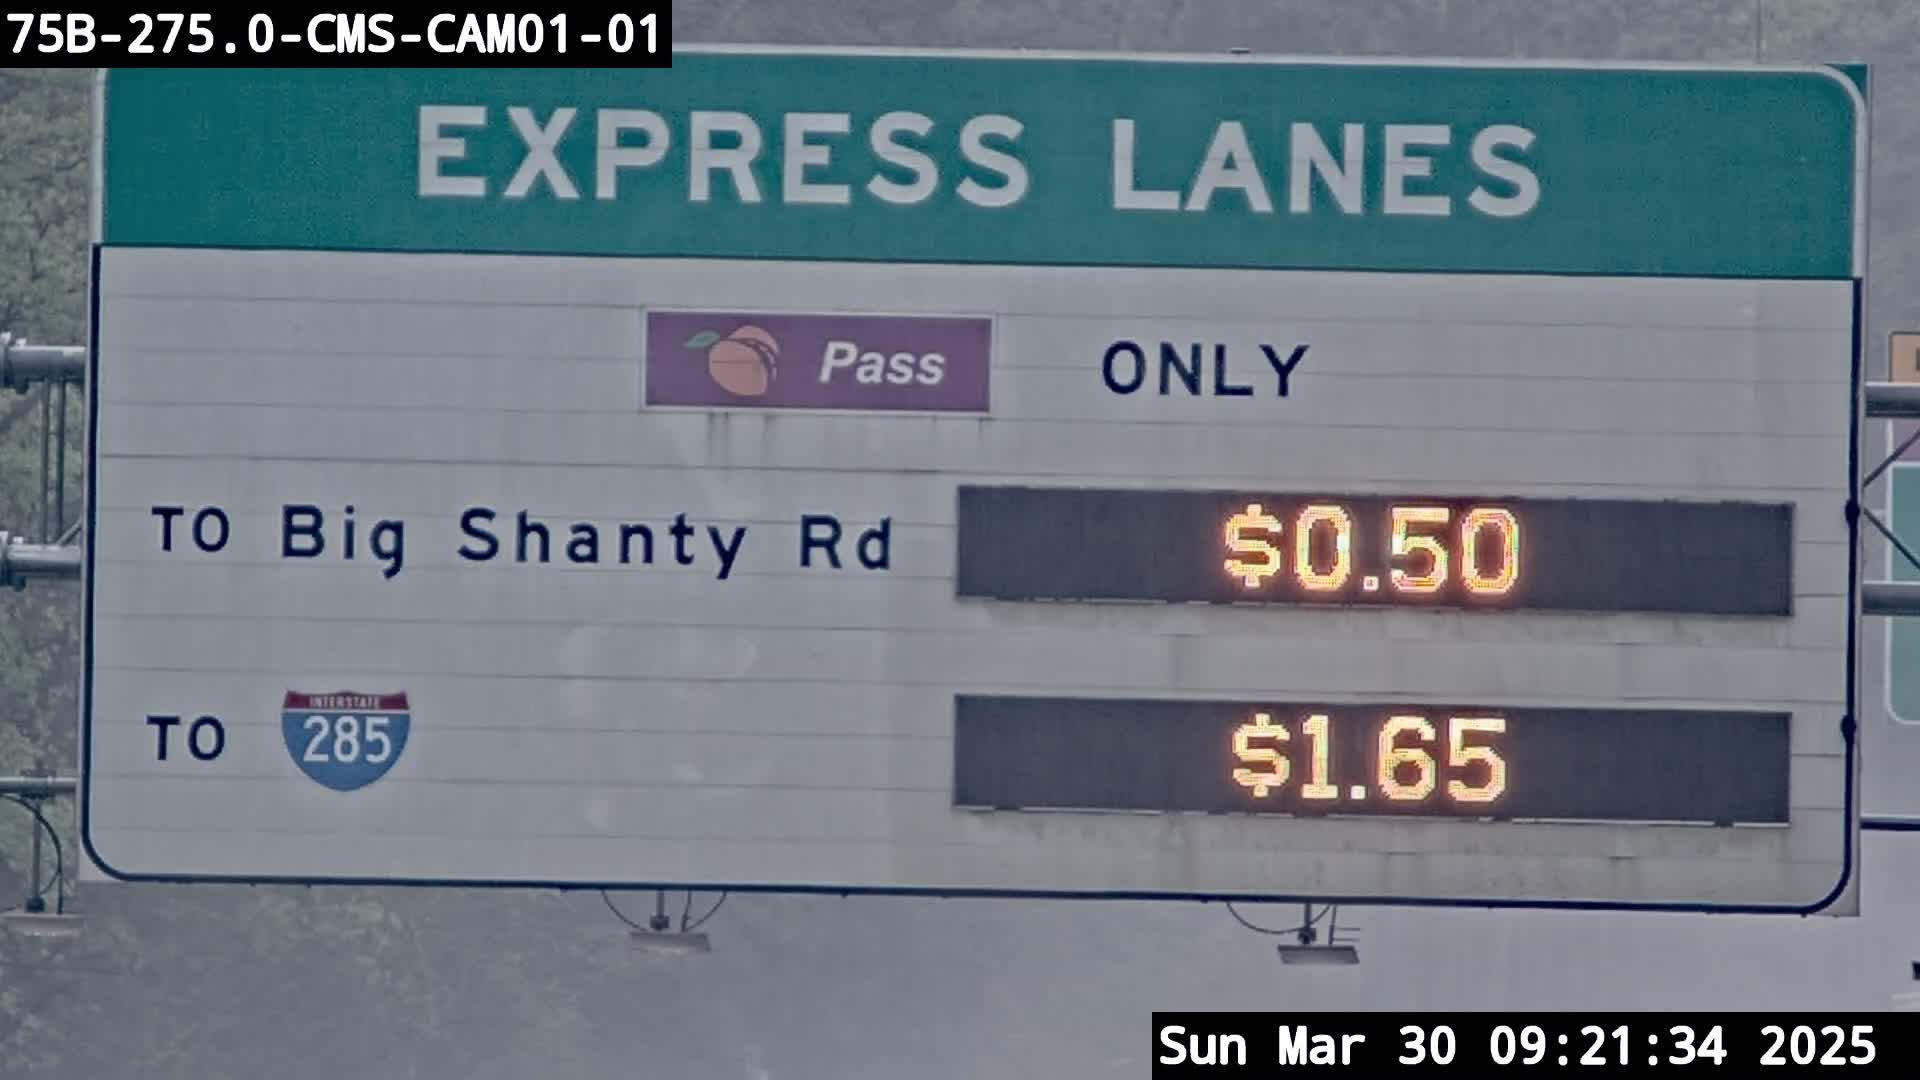 75B-275.0-CMS-CAM01-01
EXPRESS LANES
Pass ONLY
TO Big Shanty Rd $0.50
INTERSTATE
TO 285 $1.65
Sun Mar 30 09:21:34 2025